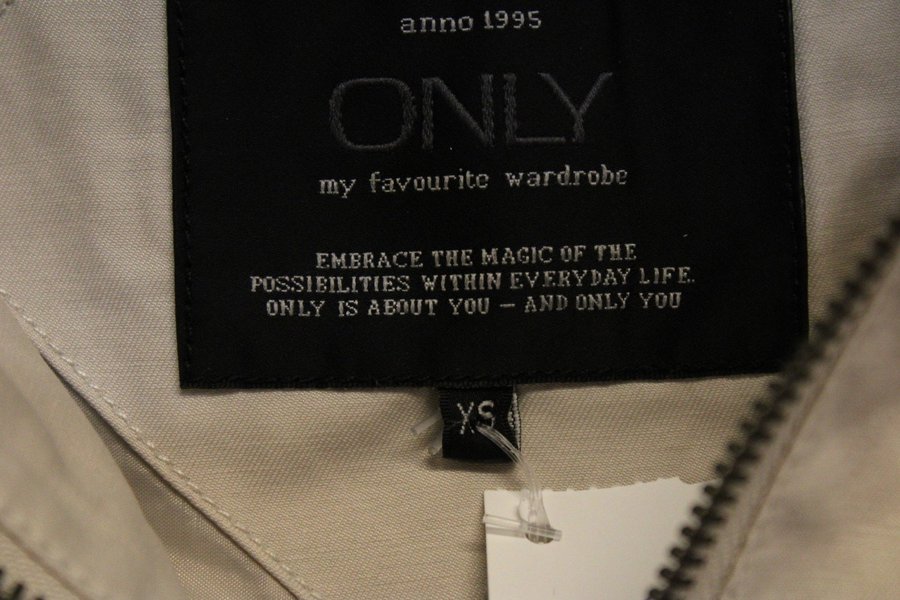 anno 1995
ONLY
my favourite wardrobe
EMBRACE THE MAGIC OF THE
POSSIBILITIES WITHIN EVERYDAY LIFE.
ONLY IS ABOUT YOU – AND ONLY YOU
XS